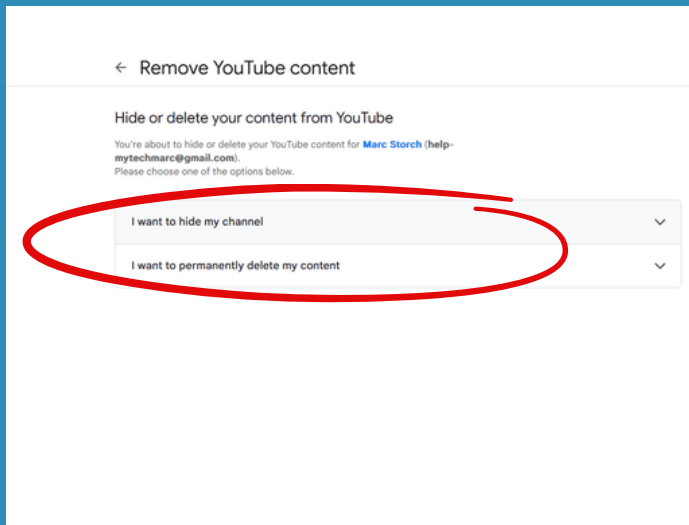 ← Remove YouTube content
Hide or delete your content from YouTube
You're about to hide or delete your YouTube content for Marc Storch (help-
mytechmarc@gmail.com).
Please choose one of the options below.
I want to hide my channel
I want to permanently delete my content